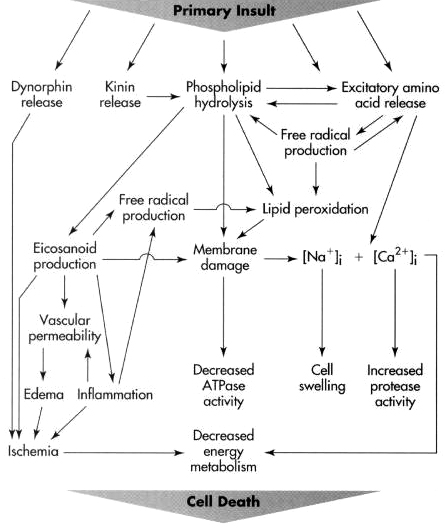 Primary Insult
Dynorphin
release
Kinin
release
Phospholipid
hydrolysis
Excitatory amino
acid release
Free radical
production
Free radical
production
Lipid peroxidation
Eicosanoid
production
Membrane
damage
[Na⁺]i + [Ca²⁺]i
Vascular
permeability
Decreased
ATPase
activity
Cell
swelling
Increased
protease
activity
Edema
Inflammation
Ischemia
Decreased
energy
metabolism
Cell Death